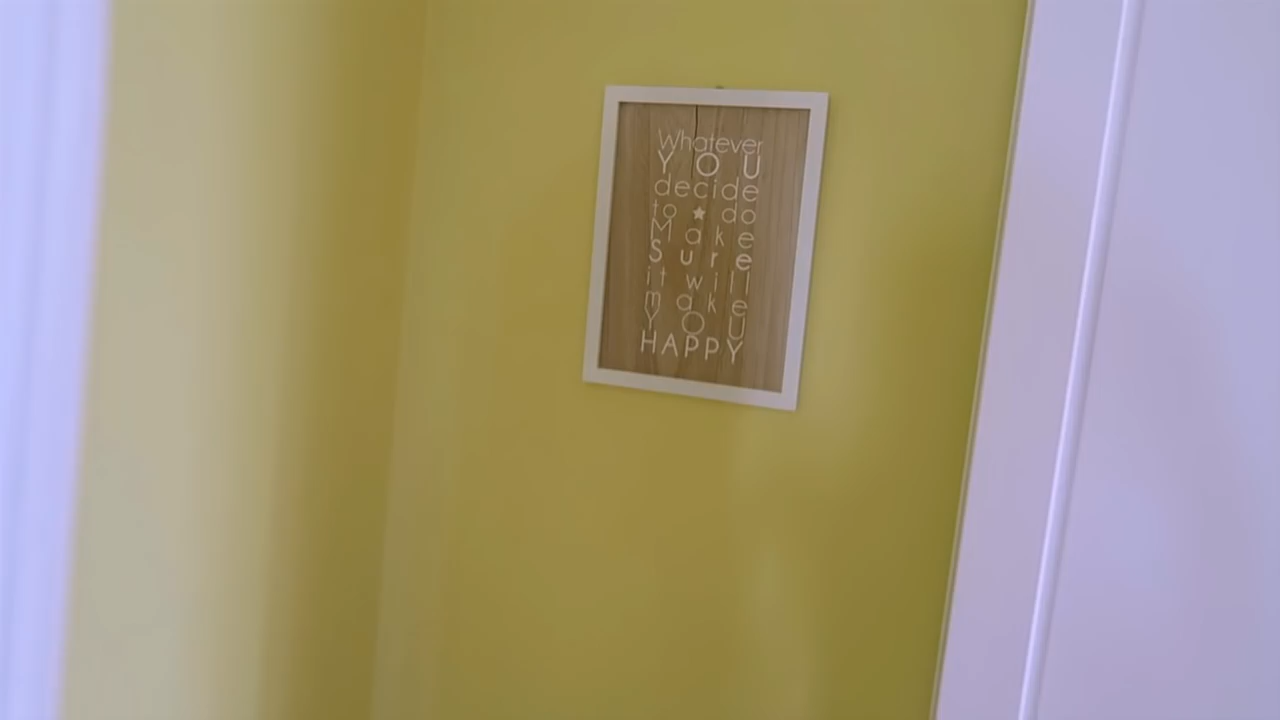 Whatever
YOU
decide
to ★ do
Make
Sure
it will
make
YOU
HAPPY